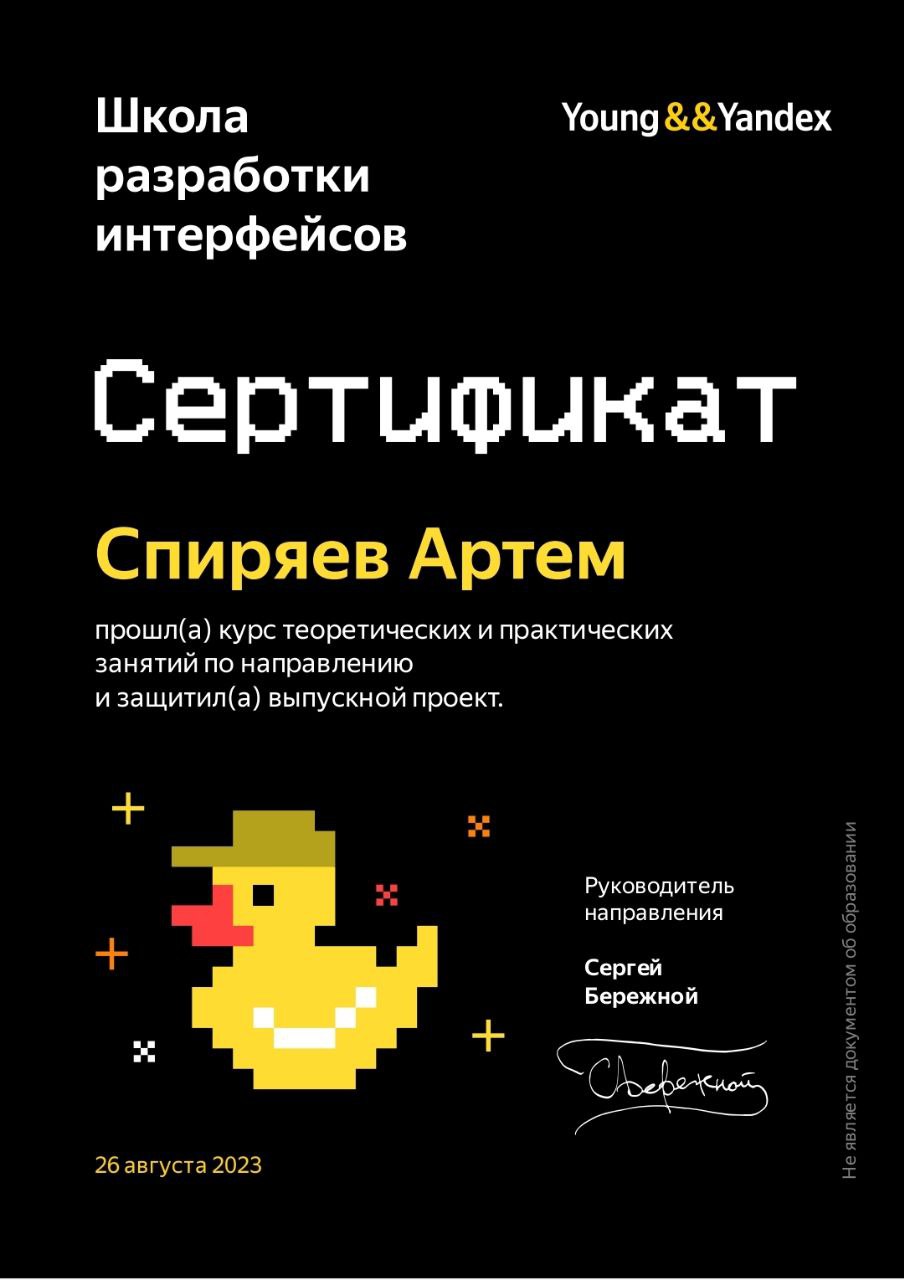 Школа
разработки
интерфейсов
Young&&Yandex
Сертификат
Спиряев Артем
прошл(а) курс теоретических и практических
занятий по направлению
и защитил(а) выпускной проект.
Руководитель
направления
Сергей
Бережной
СБережной
26 августа 2023
Не является документом об образовании